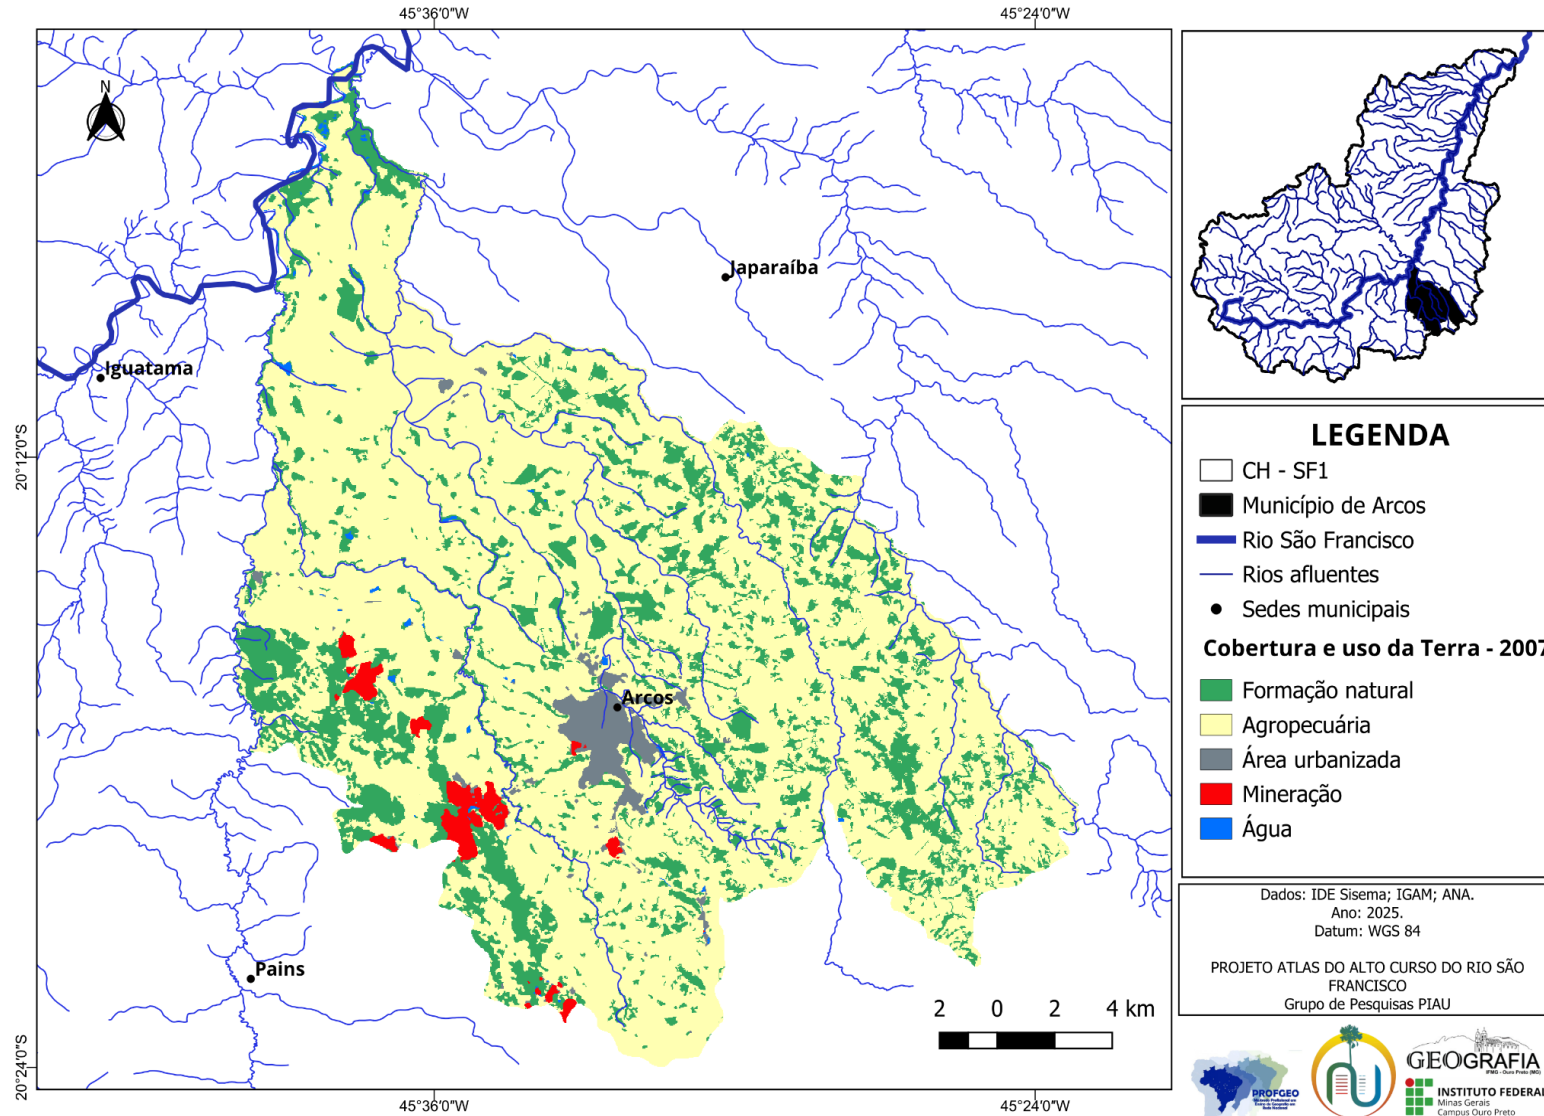 45°36'0''W
45°24'0''W
N
Japaraíba
Iguatama
20°12'0''S
Arcos
Pains
20°24'0''S
2 0 2 4 km
45°36'0''W
45°24'0''W
LEGENDA
CH - SF1
Município de Arcos
Rio São Francisco
Rios afluentes
Sedes municipais
Cobertura e uso da Terra - 2007
Formação natural
Agropecuária
Área urbanizada
Mineração
Água
Dados: IDE Sisema; IGAM; ANA.
Ano: 2025.
Datum: WGS 84
PROJETO ATLAS DO ALTO CURSO DO RIO SÃO
FRANCISCO
Grupo de Pesquisas PIAU
PROFGEO
GEOGRAFIA
IFMG - Ouro Preto (MG)
INSTITUTO FEDERAL
Minas Gerais
Campus Ouro Preto